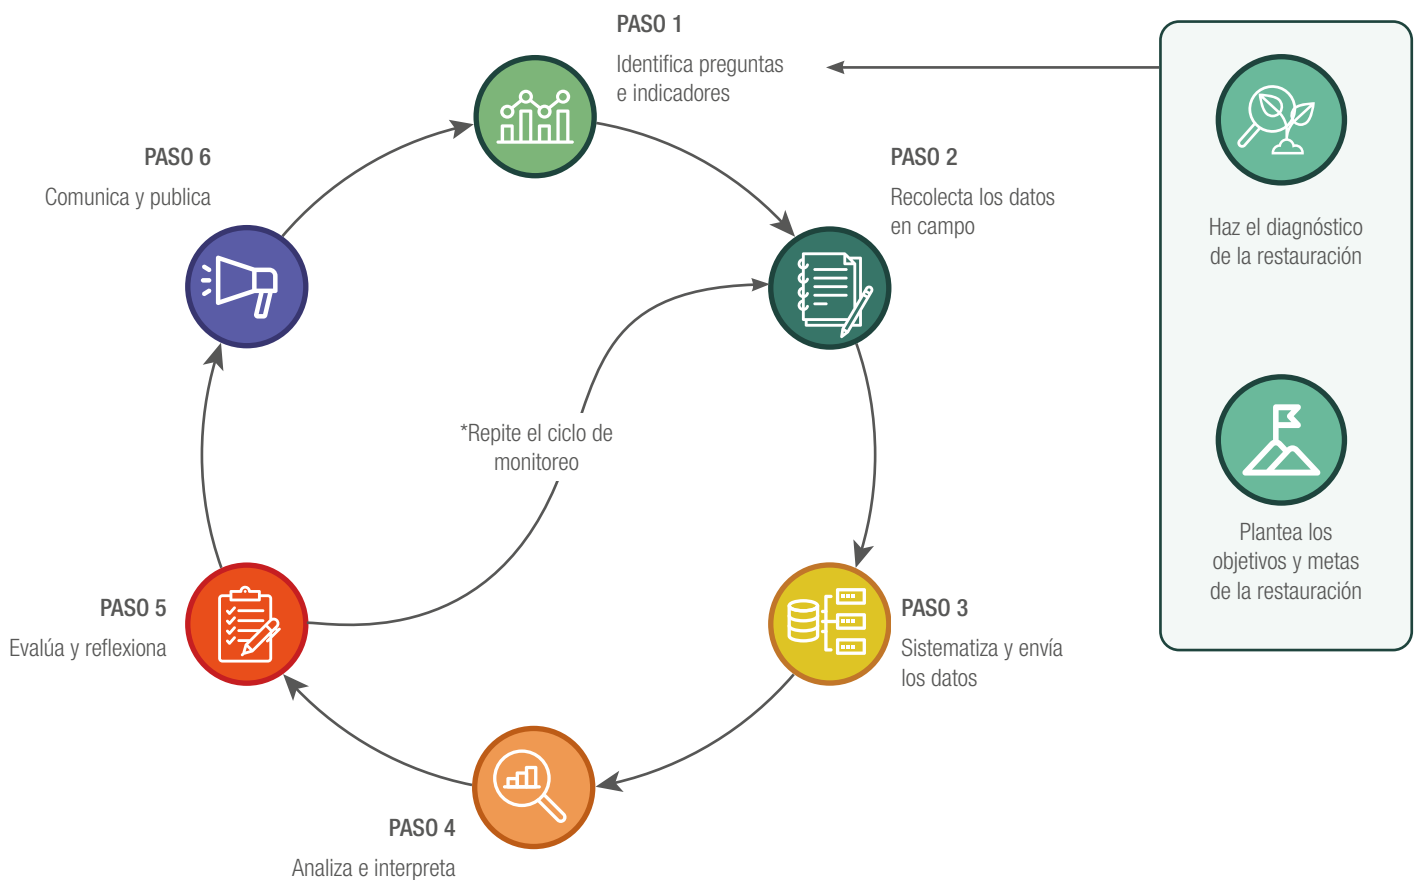 PASO 1
Identifica preguntas
e indicadores
PASO 2
Recolecta los datos
en campo
PASO 3
Sistematiza y envía
los datos
PASO 4
Analiza e interpreta
PASO 5
Evalúa y reflexiona
PASO 6
Comunica y publica
*Repite el ciclo de
monitoreo
Haz el diagnóstico
de la restauración
Plantea los
objetivos y metas
de la restauración